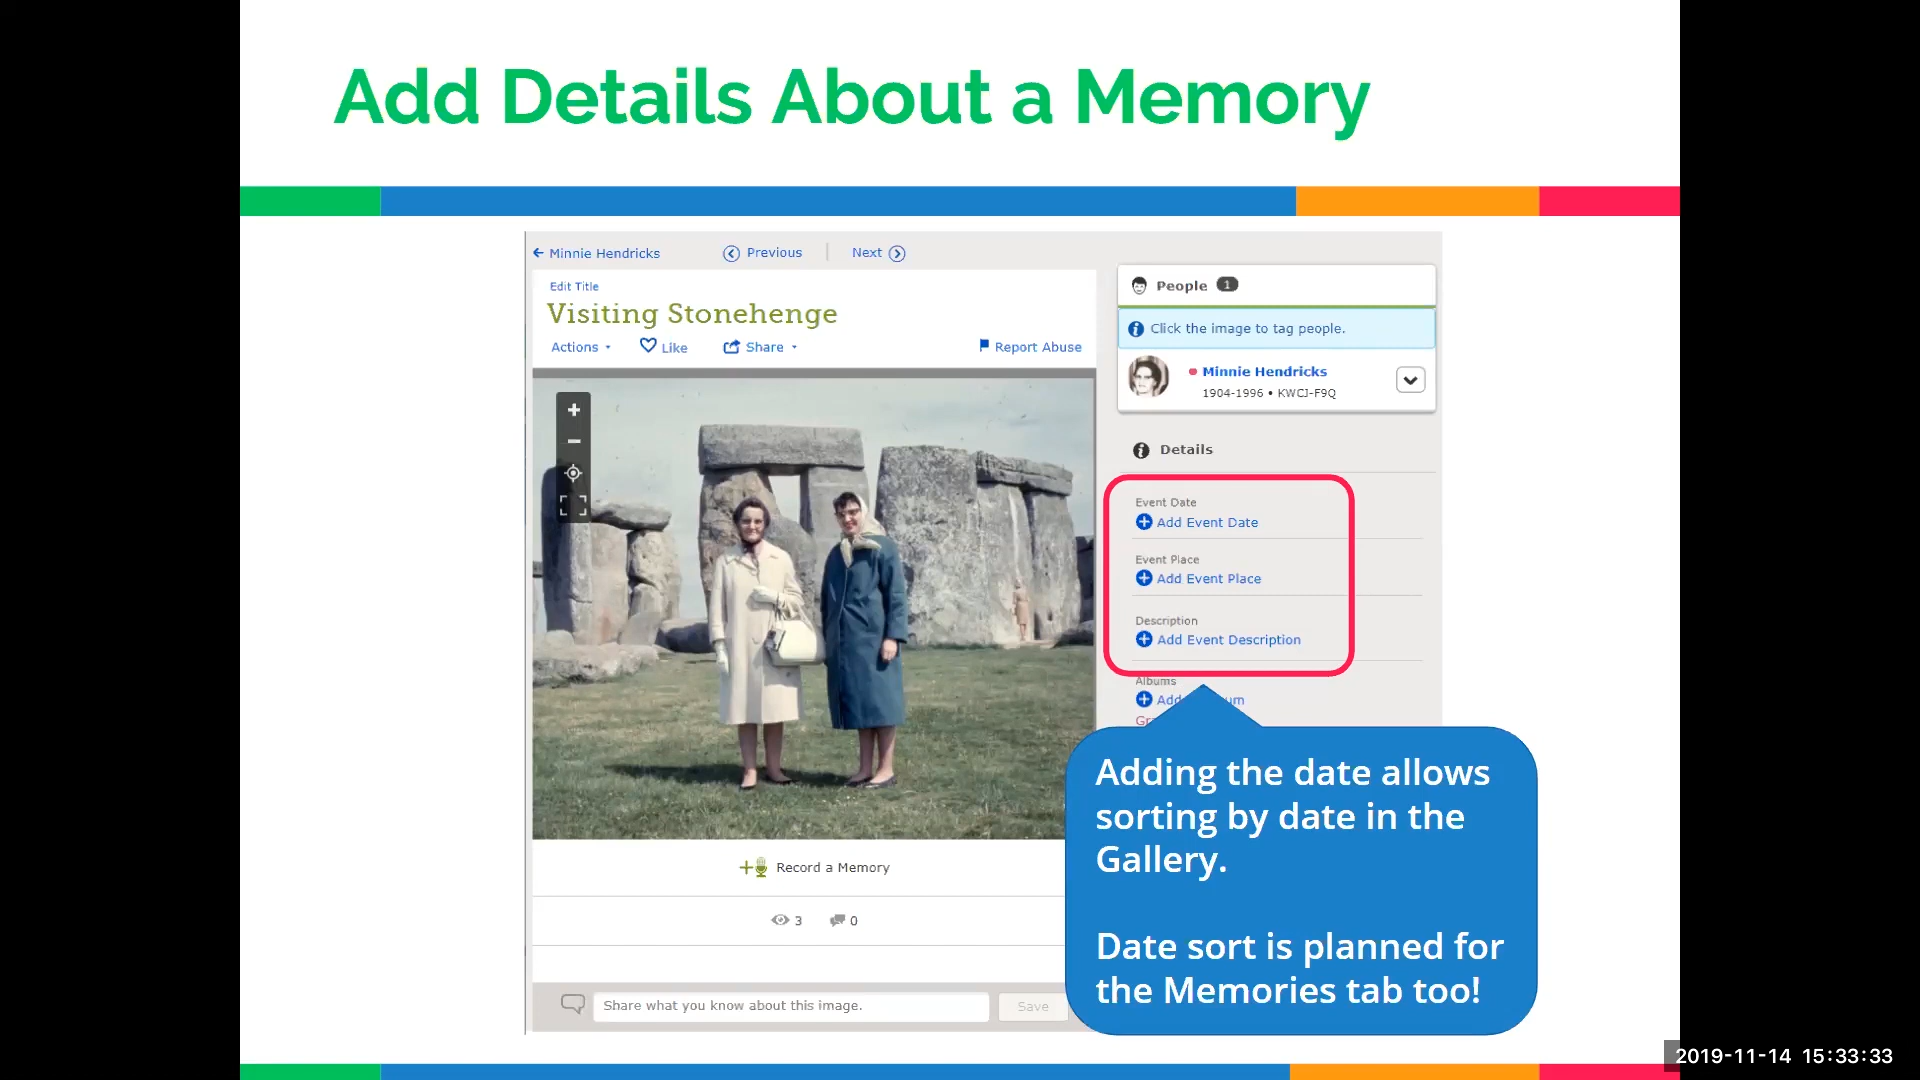 Add Details About a Memory
Minnie Hendricks
Previous
Next
Edit Title
Visiting Stonehenge
Actions
Like
Share
Report Abuse
People 1
Click the image to tag people.
Minnie Hendricks
1904-1996 • KWCJ-F9Q
Details
Event Date
Add Event Date
Event Place
Add Event Place
Description
Add Event Description
Albums
Adding the date allows
sorting by date in the
Gallery.
Date sort is planned for
the Memories tab too!
Record a Memory
3
0
Share what you know about this image.
Save
2019-11-14 15:33:33